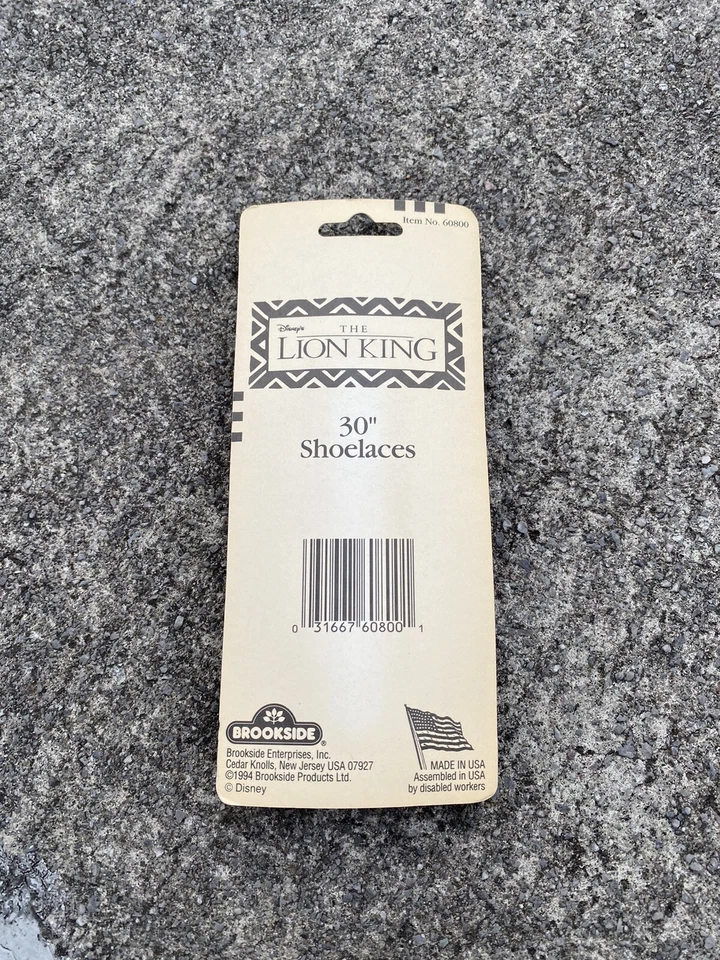 Item No. 60800
Disney's
THE
LION KING
30"
Shoelaces
0 31667 60800 1
BROOKSIDE®
Brookside Enterprises, Inc.
Cedar Knolls, New Jersey USA 07927
©1994 Brookside Products Ltd.
© Disney
MADE IN USA
Assembled in USA
by disabled workers